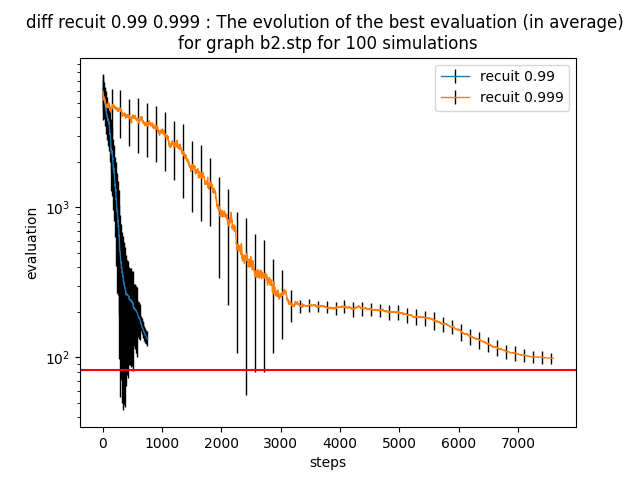 diff recuit 0.99 0.999 : The evolution of the best evaluation (in average)
for graph b2.stp for 100 simulations
recuit 0.99
recuit 0.999
10³
10²
evaluation
0 1000 2000 3000 4000 5000 6000 7000
steps